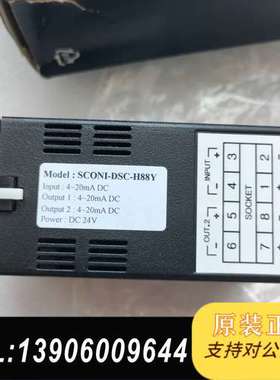 Model : SCONI-DSC-H88Y
Input : 4~20mA DC
Output 1 : 4~20mA DC
Output 2 : 4~20mA DC
Power : DC 24V
INPUT
OUT.2
SOCKET
4 3 2
5
6 7 8 1
原装正
支持对公
L:13906009644